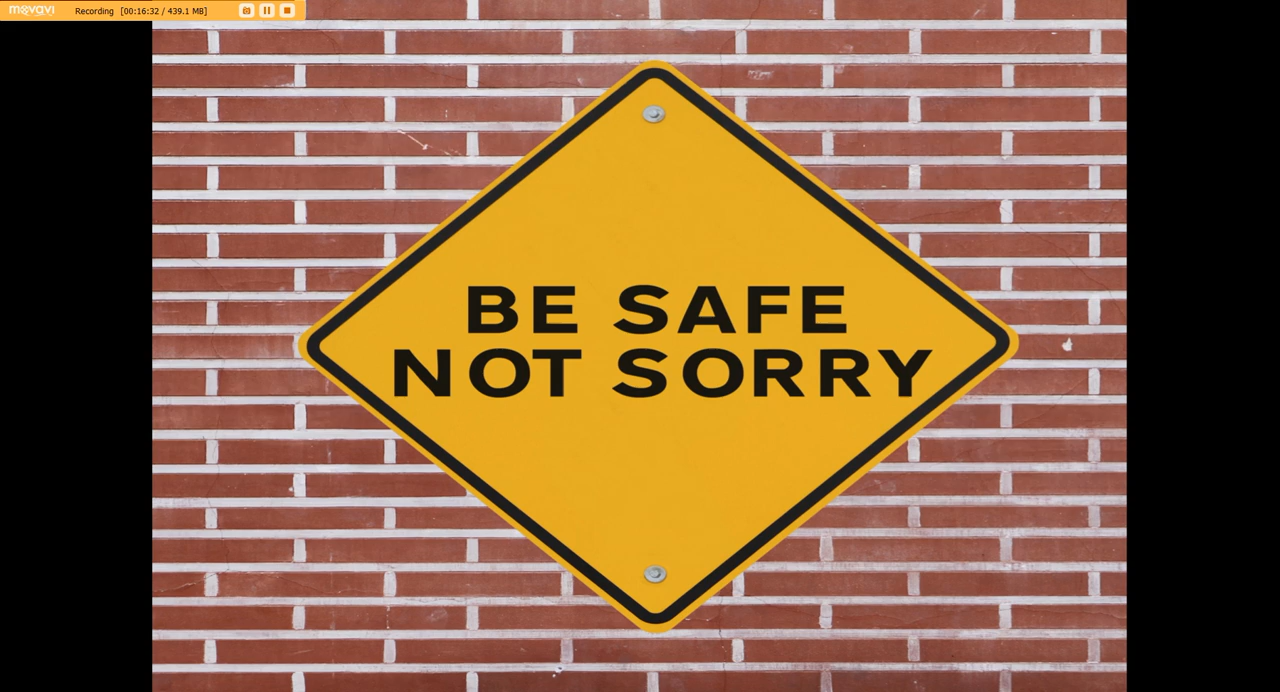 movavi
Recording [00:16:32 / 439.1 MB]
BE SAFE
NOT SORRY